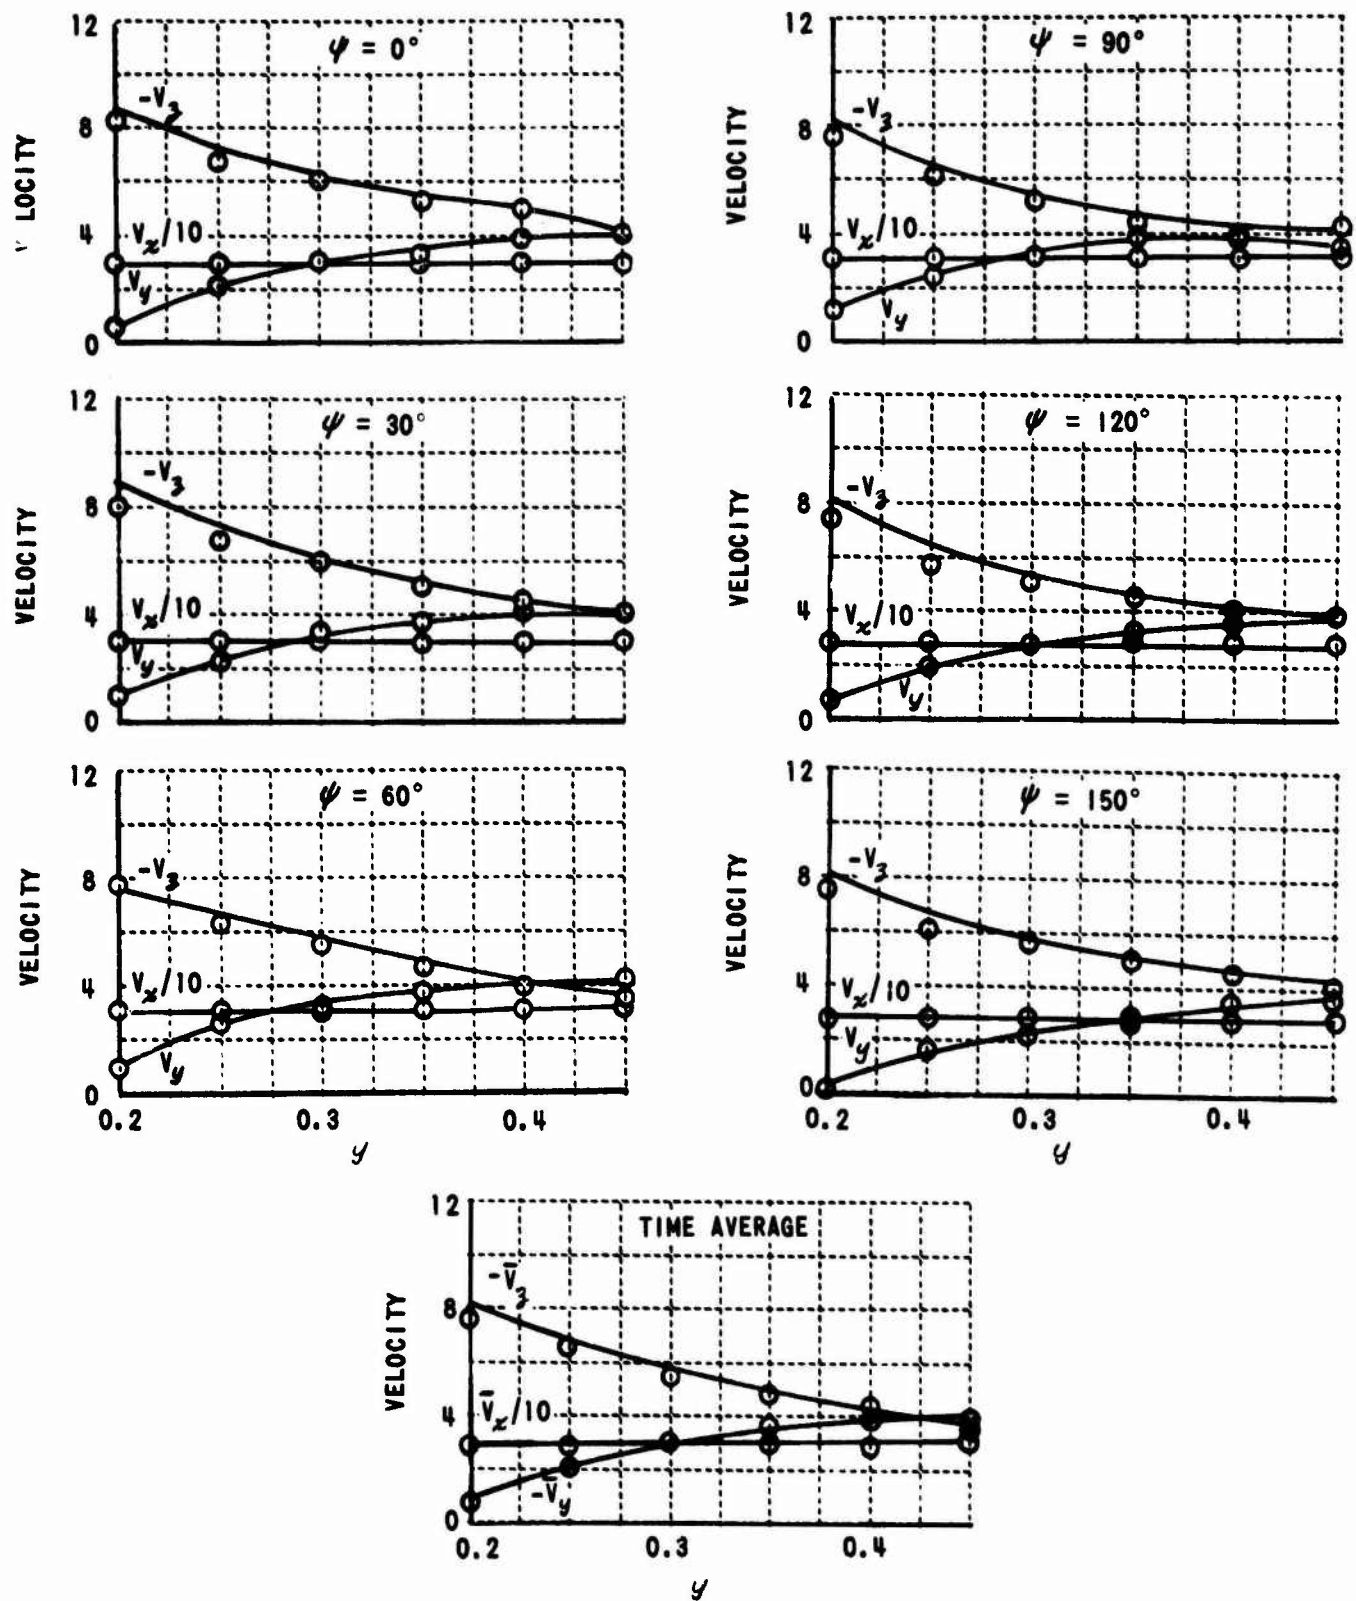 12
ψ = 0°
-V_z
8
V LOCITY
V_x/10
4
V_y
0
12
ψ = 90°
-V_z
8
VELOCITY
V_x/10
4
V_y
0
12
ψ = 30°
-V_z
8
VELOCITY
V_x/10
4
V_y
0
12
ψ = 120°
-V_z
8
VELOCITY
V_x/10
4
V_y
0
12
ψ = 60°
-V_z
8
VELOCITY
V_x/10
4
V_y
0
0.2 0.3 0.4
y
12
ψ = 150°
-V_z
8
VELOCITY
V_x/10
4
V_y
0
0.2 0.3 0.4
y
12
TIME AVERAGE
-V̄_z
8
VELOCITY
V̄_x/10
4
-V̄_y
0
0.2 0.3 0.4
y